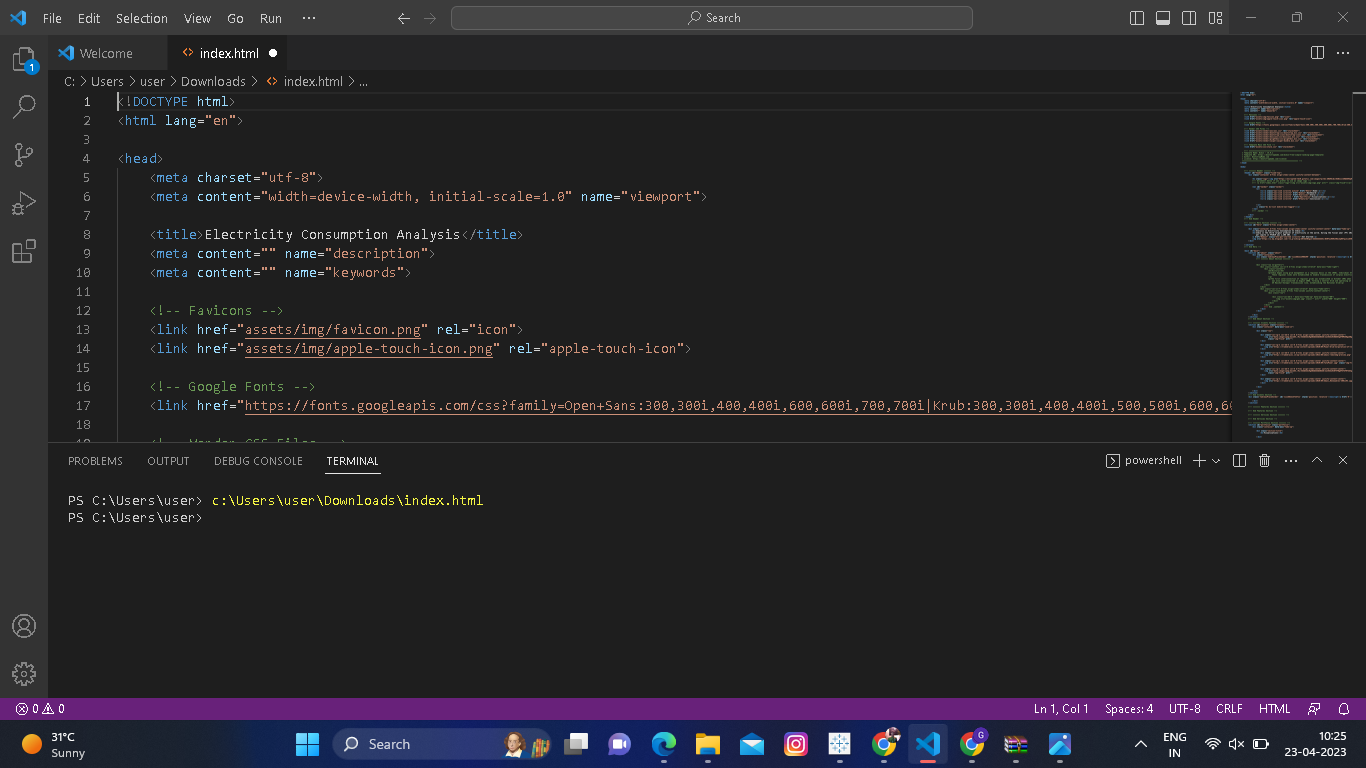 File Edit Selection View Go Run ··· Search
Welcome index.html
C: > Users > user > Downloads > index.html > ...
1 <!DOCTYPE html>
2 <html lang="en">
3
4 <head>
5 <meta charset="utf-8">
6 <meta content="width=device-width, initial-scale=1.0" name="viewport">
7
8 <title>Electricity Consumption Analysis</title>
9 <meta content="" name="description">
10 <meta content="" name="keywords">
11
12 <!-- Favicons -->
13 <link href="assets/img/favicon.png" rel="icon">
14 <link href="assets/img/apple-touch-icon.png" rel="apple-touch-icon">
15
16 <!-- Google Fonts -->
17 <link href="https://fonts.googleapis.com/css?family=Open+Sans:300,300i,400,400i,600,600i,700,700i|Krub:300,300i,400,400i,500,500i,600,60
18
PROBLEMS OUTPUT DEBUG CONSOLE TERMINAL powershell
PS C:\Users\user> c:\Users\user\Downloads\index.html
PS C:\Users\user>
1
0 0 Ln 1, Col 1 Spaces: 4 UTF-8 CRLF HTML
31°C
Sunny
Search
G
ENG
IN
10:25
23-04-2023